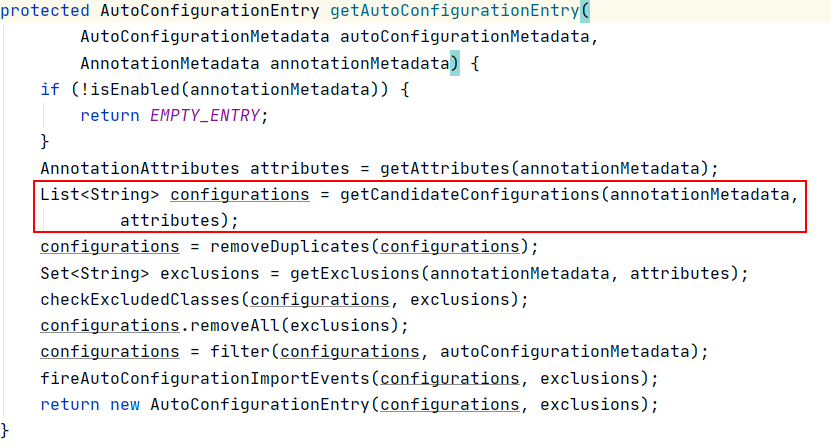 protected AutoConfigurationEntry getAutoConfigurationEntry(
        AutoConfigurationMetadata autoConfigurationMetadata,
        AnnotationMetadata annotationMetadata) {
    if (!isEnabled(annotationMetadata)) {
        return EMPTY_ENTRY;
    }
    AnnotationAttributes attributes = getAttributes(annotationMetadata);
    List<String> configurations = getCandidateConfigurations(annotationMetadata,
            attributes);
    configurations = removeDuplicates(configurations);
    Set<String> exclusions = getExclusions(annotationMetadata, attributes);
    checkExcludedClasses(configurations, exclusions);
    configurations.removeAll(exclusions);
    configurations = filter(configurations, autoConfigurationMetadata);
    fireAutoConfigurationImportEvents(configurations, exclusions);
    return new AutoConfigurationEntry(configurations, exclusions);
}